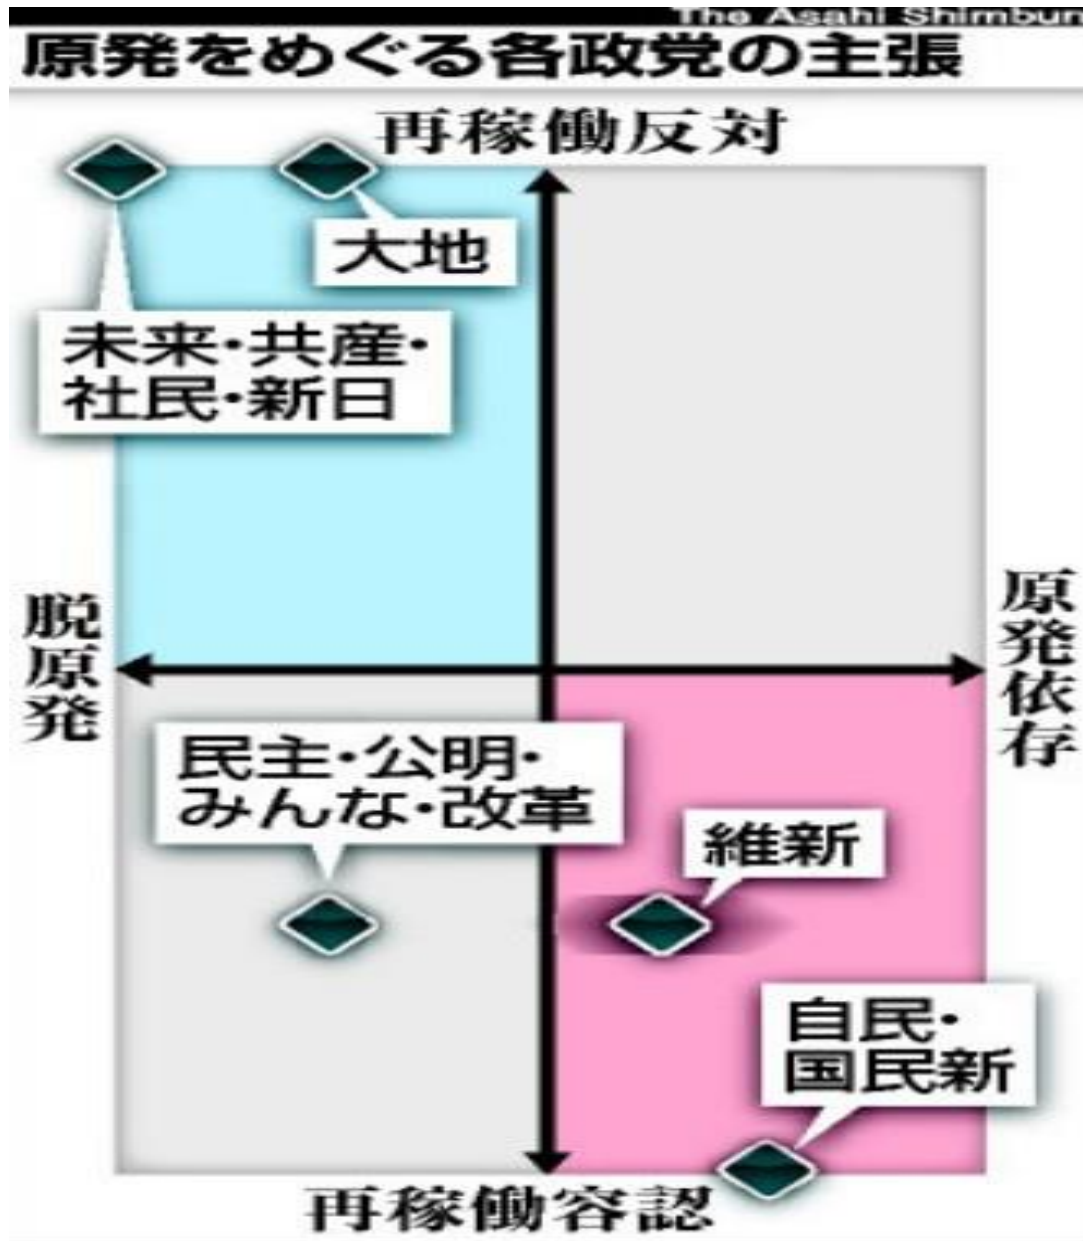 The Asahi Shimbun
原発をめぐる各政党の主張
再稼働反対
大地
未来・共産・
社民・新日
脱原発
原発依存
民主・公明・
みんな・改革
維新
自民・
国民新
再稼働容認